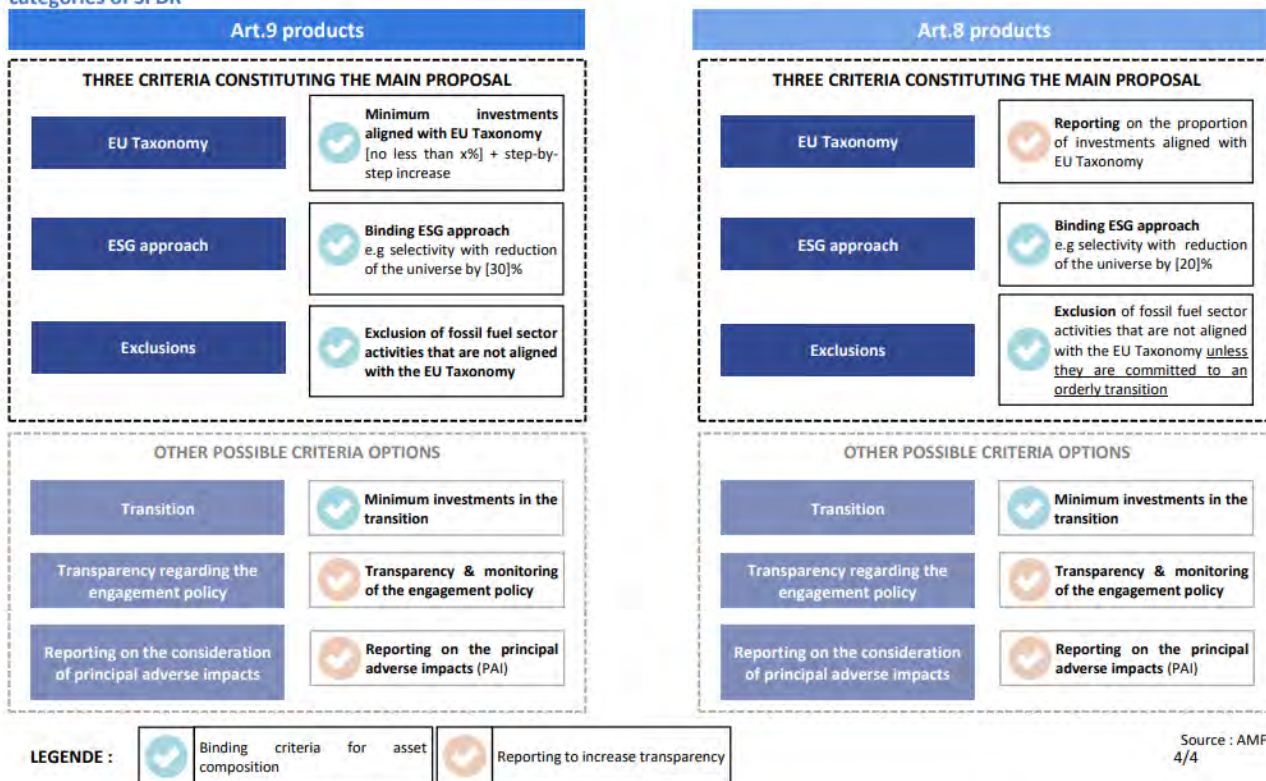 categories of SFDR
Art.9 products
THREE CRITERIA CONSTITUTING THE MAIN PROPOSAL
EU Taxonomy
Minimum investments
aligned with EU Taxonomy
[no less than x%] + step-by-
step increase
ESG approach
Binding ESG approach
e.g selectivity with reduction
of the universe by [30]%
Exclusions
Exclusion of fossil fuel sector
activities that are not aligned
with the EU Taxonomy
OTHER POSSIBLE CRITERIA OPTIONS
Transition
Minimum investments in the
transition
Transparency regarding the
engagement policy
Transparency & monitoring
of the engagement policy
Reporting on the consideration
of principal adverse impacts
Reporting on the principal
adverse impacts (PAI)
Art.8 products
THREE CRITERIA CONSTITUTING THE MAIN PROPOSAL
EU Taxonomy
Reporting on the proportion
of investments aligned with
EU Taxonomy
ESG approach
Binding ESG approach
e.g selectivity with reduction
of the universe by [20]%
Exclusions
Exclusion of fossil fuel sector
activities that are not aligned
with the EU Taxonomy unless
they are committed to an
orderly transition
OTHER POSSIBLE CRITERIA OPTIONS
Transition
Minimum investments in the
transition
Transparency regarding the
engagement policy
Transparency & monitoring
of the engagement policy
Reporting on the consideration
of principal adverse impacts
Reporting on the principal
adverse impacts (PAI)
LEGENDE :
Binding criteria for asset
composition
Reporting to increase transparency
Source : AMF
4/4